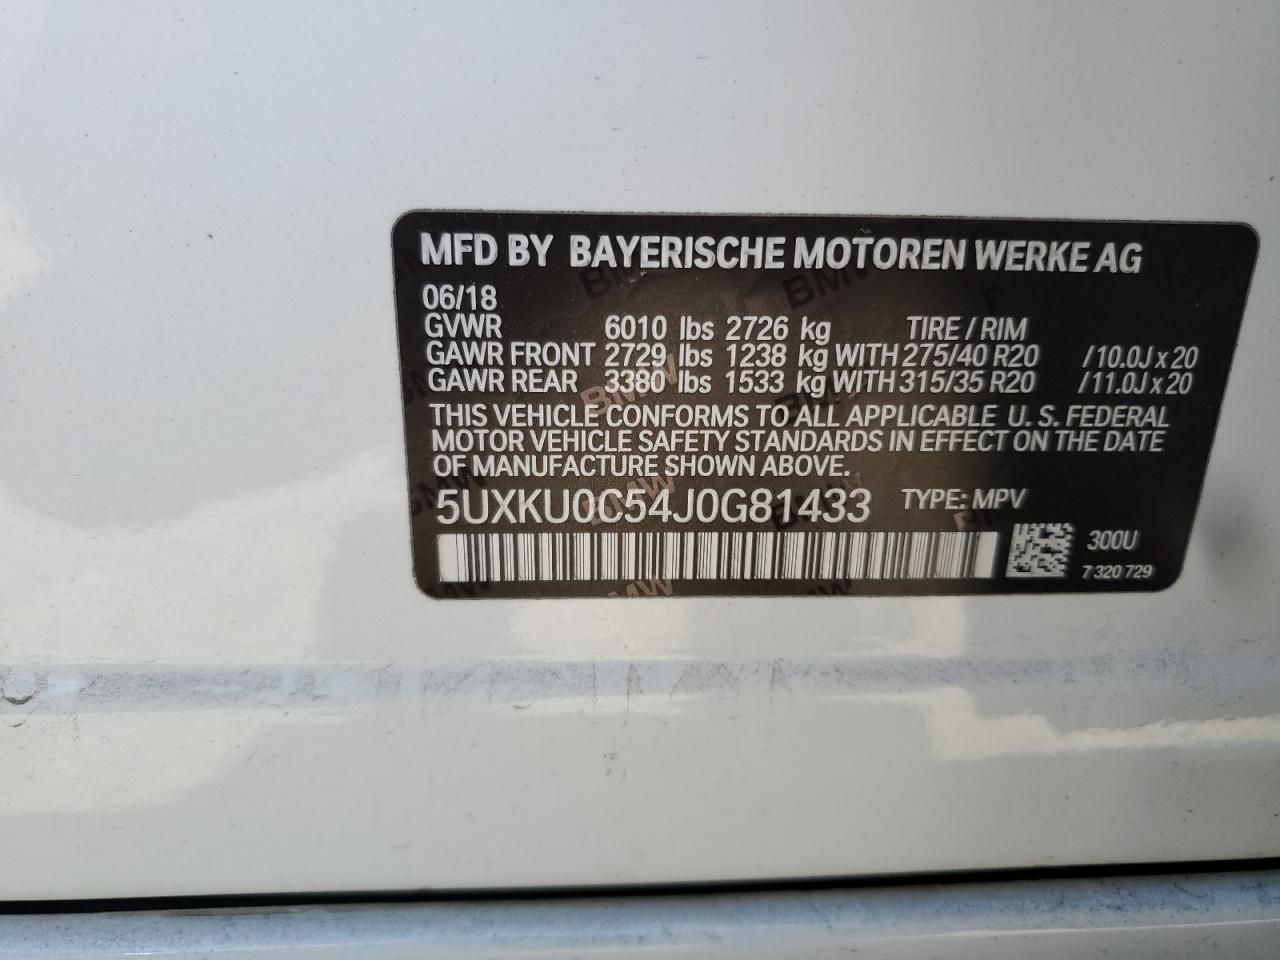 MFD BY BAYERISCHE MOTOREN WERKE AG
06/18
GVWR 6010 lbs 2726 kg TIRE / RIM
GAWR FRONT 2729 lbs 1238 kg WITH 275/40 R20 /10.0J x 20
GAWR REAR 3380 lbs 1533 kg WITH 315/35 R20 /11.0J x 20
THIS VEHICLE CONFORMS TO ALL APPLICABLE U. S. FEDERAL
MOTOR VEHICLE SAFETY STANDARDS IN EFFECT ON THE DATE
OF MANUFACTURE SHOWN ABOVE.
5UXKU0C54J0G81433 TYPE: MPV
300U
7 320 729